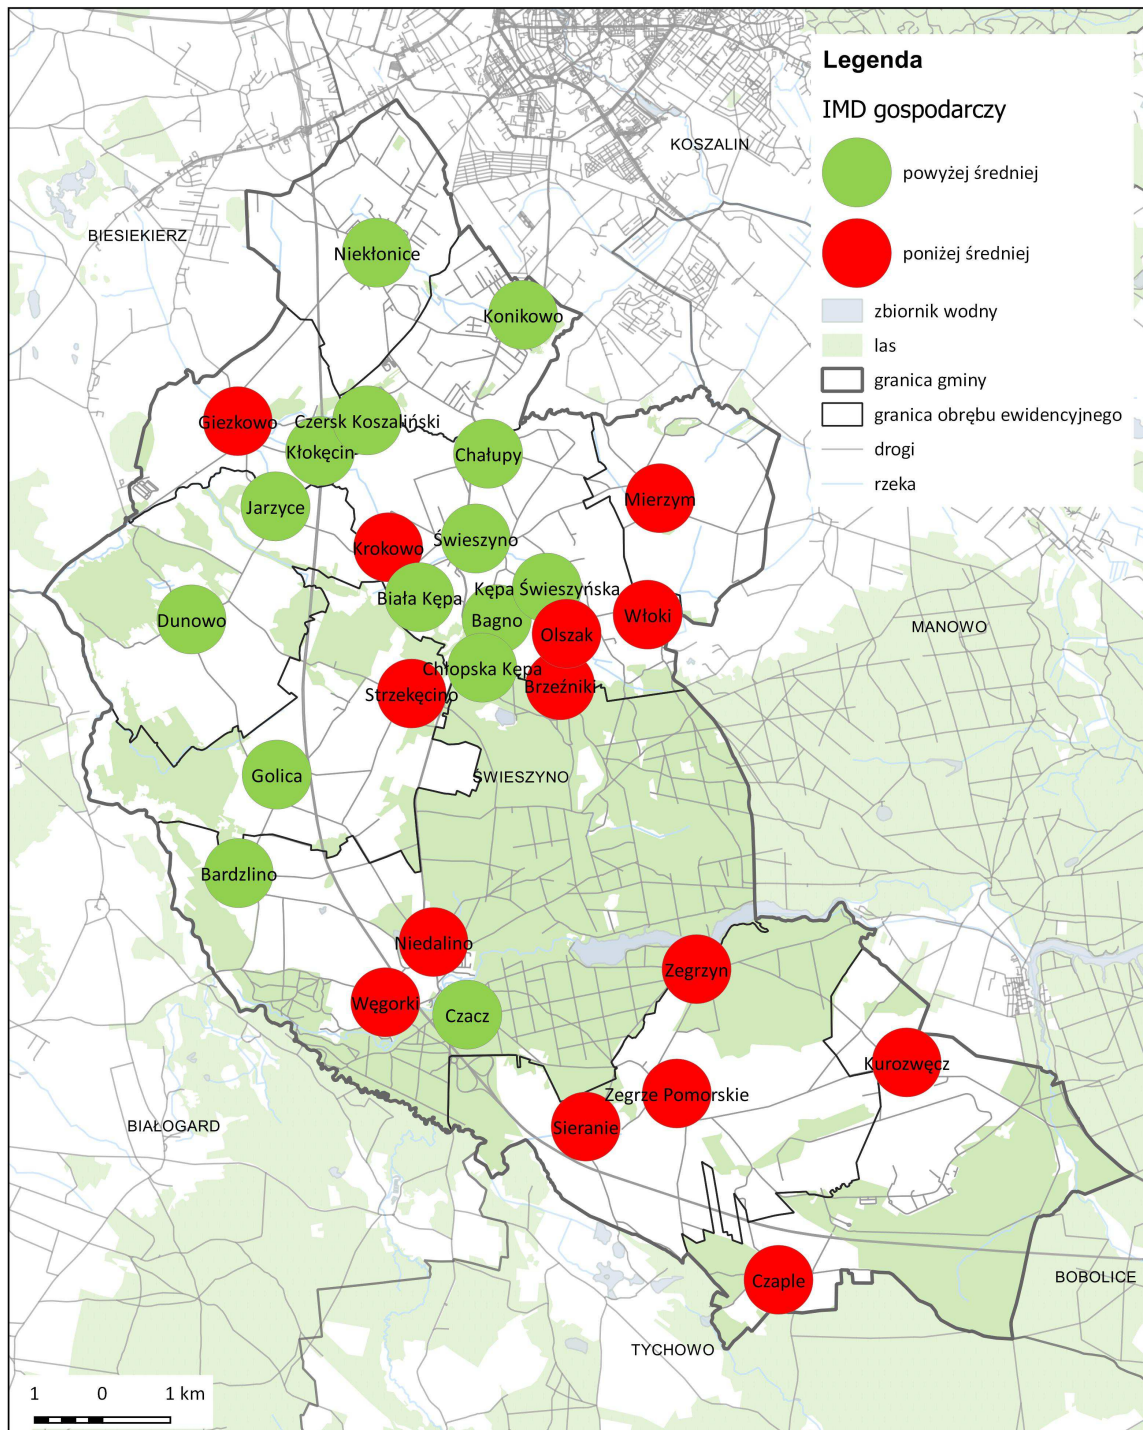 Legenda
IMD gospodarczy
powyżej średniej
poniżej średniej
zbiornik wodny
las
granica gminy
granica obrębu ewidencyjnego
drogi
rzeka
KOSZALIN
BIESIEKIERZ
Niekłonice
Konikowo
Giezkowo
Czersk Koszaliński
Kłokęcin
Chałupy
Mierzym
Jarzyce
Krokowo
Świeszyno
Kępa Świeszyńska
Biała Kępa
Bagno
Włoki
Dunowo
Olszak
MANOWO
Chłopska Kępa
Brzeźniki
Strzekęcino
Golica
ŚWIESZYNO
Bardzlino
Niedalino
Zegrzyn
Węgorki
Czacz
Kurozwęcz
Zegrze Pomorskie
Sieranie
BIAŁOGARD
Czaple
BOBOLICE
TYCHOWO
1 0 1 km